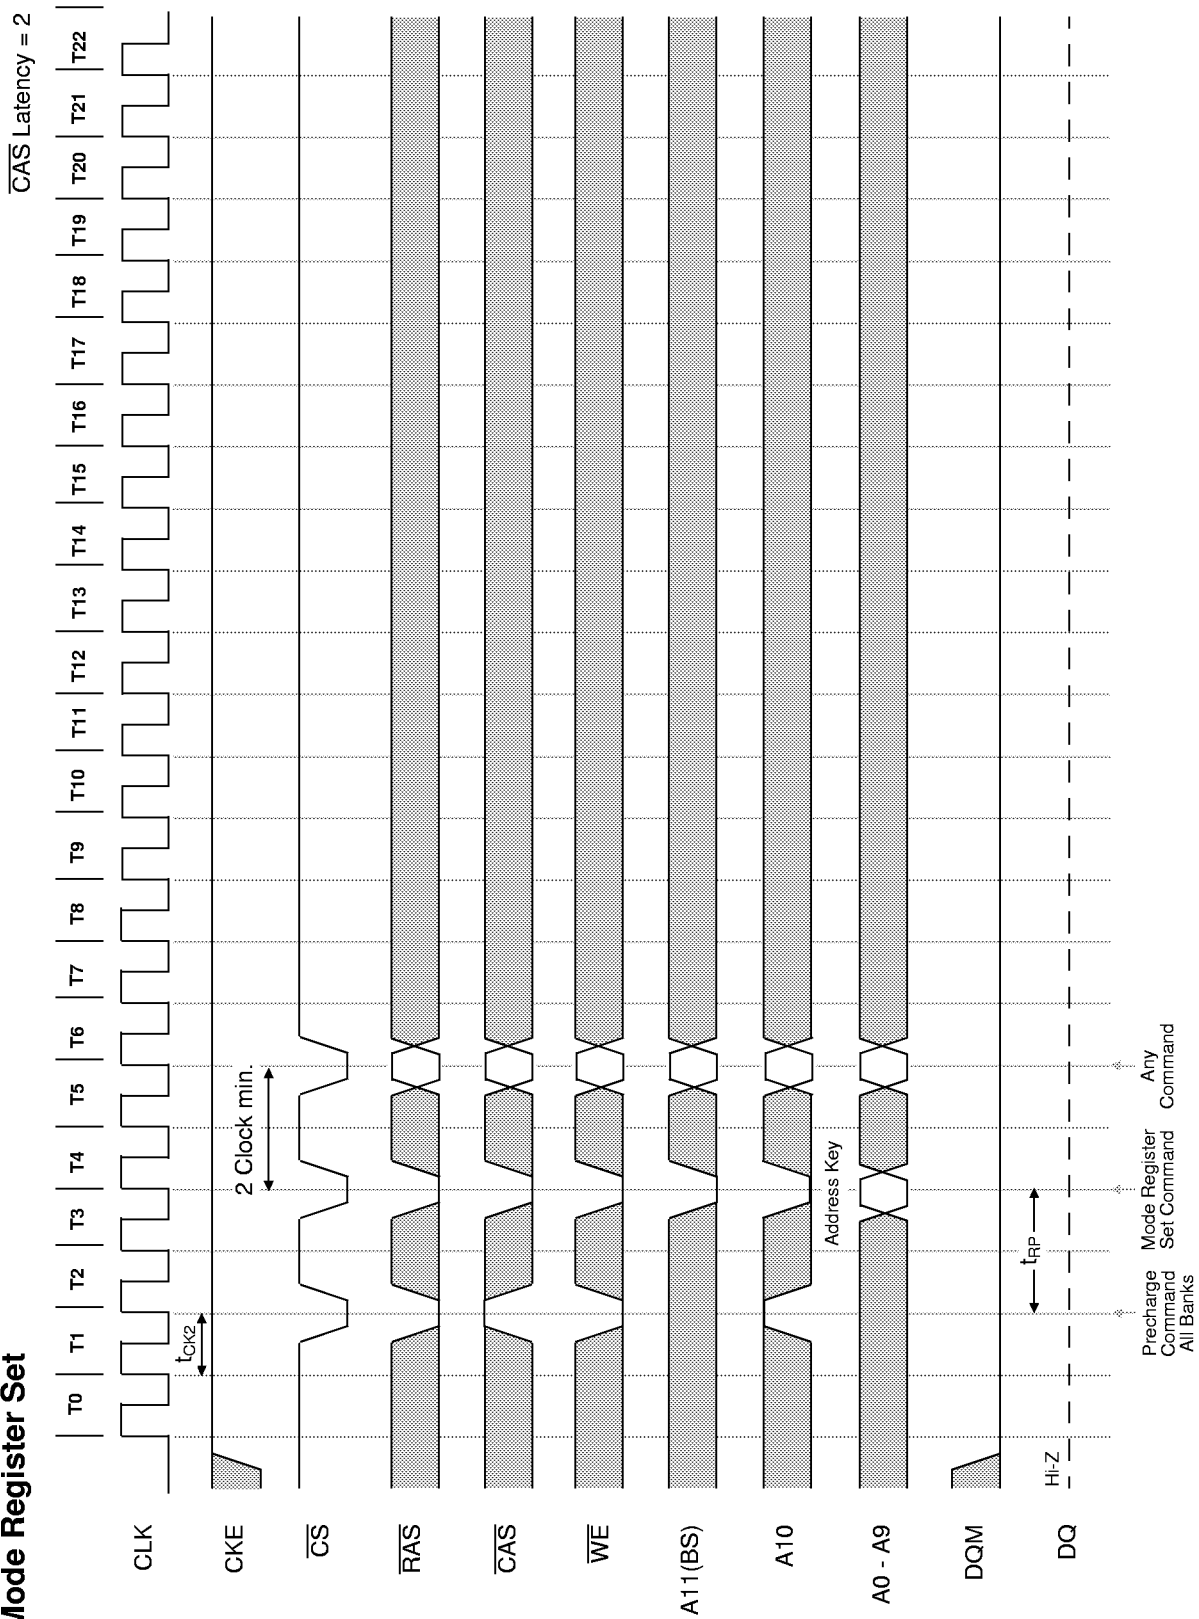 Mode Register Set
CAS Latency = 2
T0 T1 T2 T3 T4 T5 T6 T7 T8 T9 T10 T11 T12 T13 T14 T15 T16 T17 T18 T19 T20 T21 T22
CLK
tCK2
CKE
2 Clock min.
CS
RAS
CAS
WE
A11(BS)
A10
Address Key
A0 - A9
DQM
tRP
Hi-Z
DQ
Precharge
Command
All Banks
Mode Register
Set Command
Any
Command